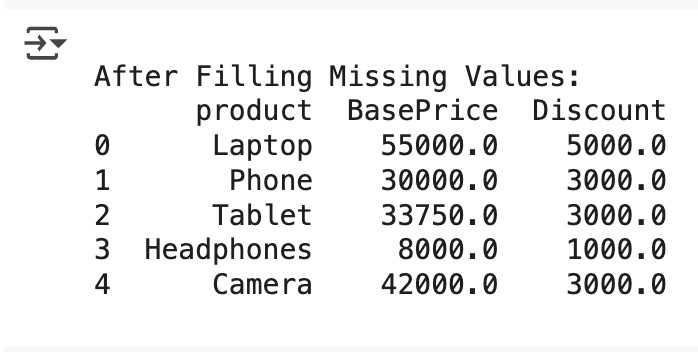 After Filling Missing Values:
product BasePrice Discount
0 Laptop 55000.0 5000.0
1 Phone 30000.0 3000.0
2 Tablet 33750.0 3000.0
3 Headphones 8000.0 1000.0
4 Camera 42000.0 3000.0